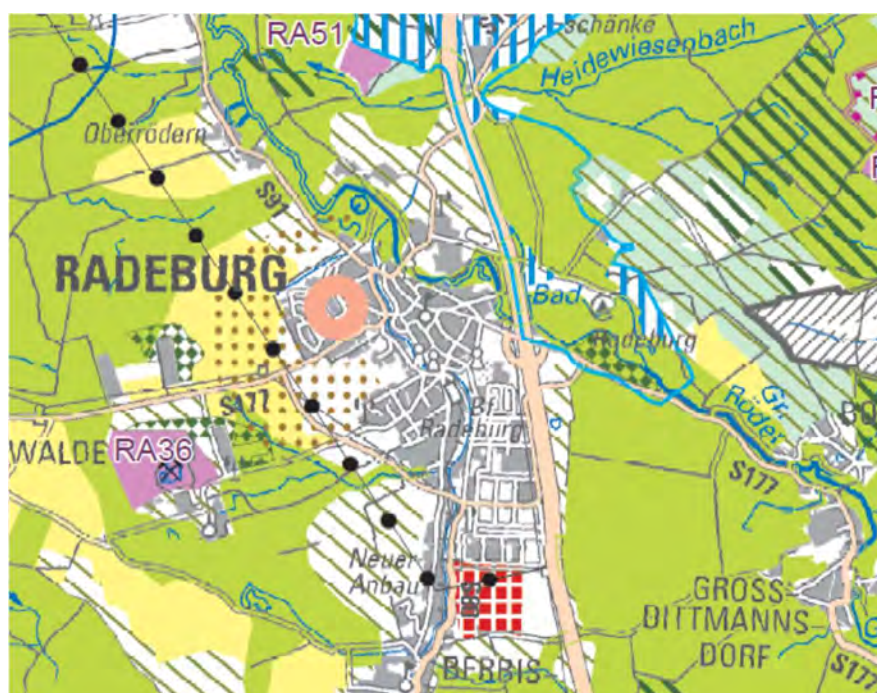 RA51
schänke
Heidewiesenbach
Oberrödern
S91
RADEBURG
Bad
Radeburg
S177
Gr.
Röder
BO
WALDE
RA36
Bf.
Radeburg
S177
Neuer
Anbau
GROSS
DITTMANNS
DORF
G
BERBIS
S177